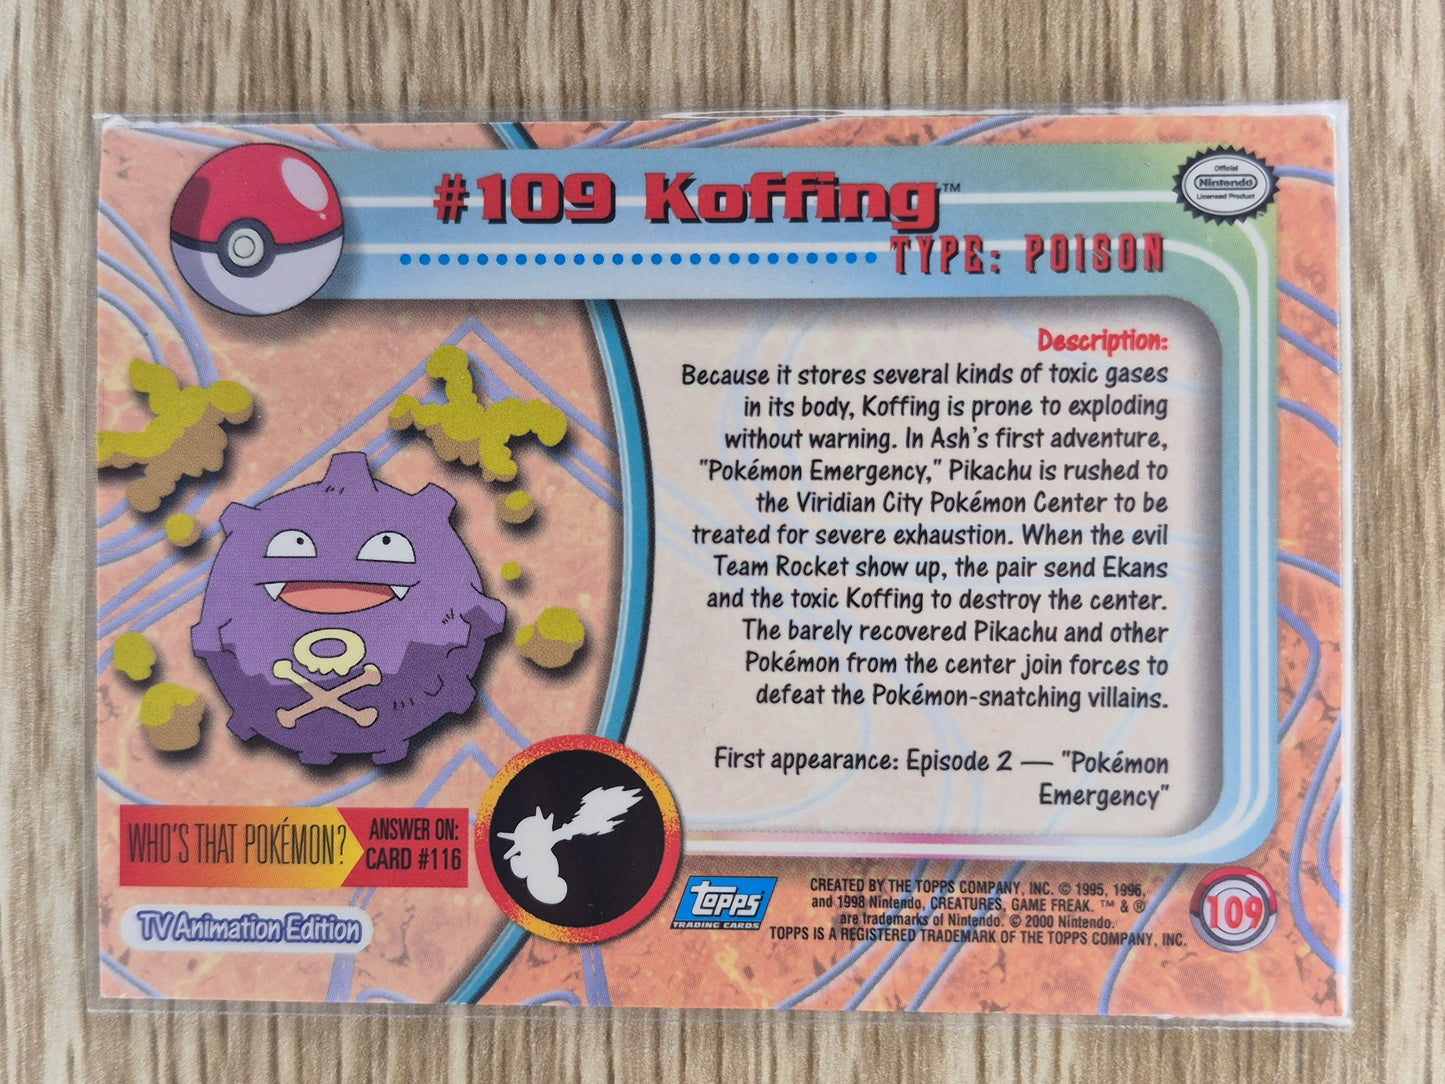 #109 Koffing™
TYPE: POISON
Official
Nintendo
Licensed Product
Description:
Because it stores several kinds of toxic gases
in its body, Koffing is prone to exploding
without warning. In Ash's first adventure,
"Pokémon Emergency," Pikachu is rushed to
the Viridian City Pokémon Center to be
treated for severe exhaustion. When the evil
Team Rocket show up, the pair send Ekans
and the toxic Koffing to destroy the center.
The barely recovered Pikachu and other
Pokémon from the center join forces to
defeat the Pokémon-snatching villains.
First appearance: Episode 2 — "Pokémon
Emergency"
WHO'S THAT POKÉMON?
ANSWER ON:
CARD #116
TV Animation Edition
topps
TRADING CARDS
CREATED BY THE TOPPS COMPANY, INC. © 1995, 1996,
and 1998 Nintendo, CREATURES, GAME FREAK. ™ & ®
are trademarks of Nintendo. © 2000 Nintendo.
TOPPS IS A REGISTERED TRADEMARK OF THE TOPPS COMPANY, INC.
109